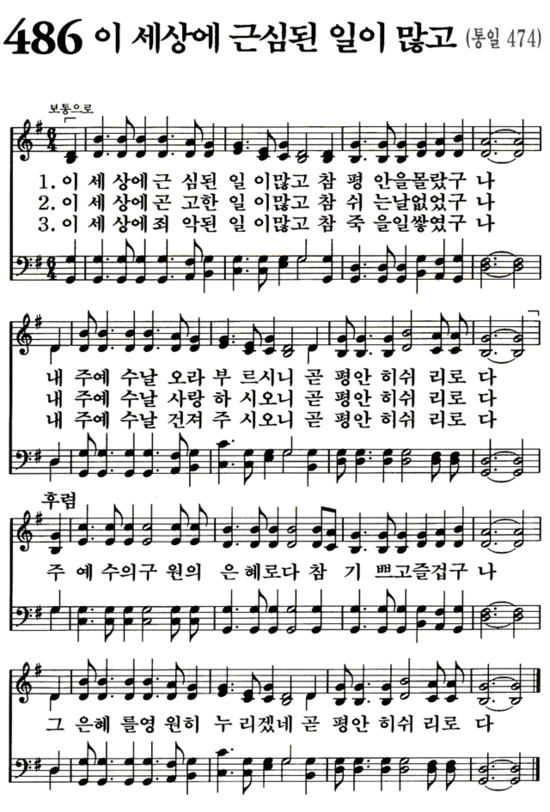 486 이 세상에 근심된 일이 많고 (통일 474)
보통으로
1. 이 세 상에 근 심된 일 이많고 참 평 안을몰랐구 나
2. 이 세 상에 곤 고한 일 이많고 참 쉬 는날없었구 나
3. 이 세 상에 죄 악된 일 이많고 참 죽 을일쌓였구 나
내 주예 수날 오라 부 르시니 곧 평안 히쉬 리로 다
내 주예 수날 사랑 하 시오니 곧 평안 히쉬 리로 다
내 주예 수날 건져 주 시오니 곧 평안 히쉬 리로 다
후렴
주 예 수의구 원의 은 혜로다 참 기 쁘고즐겁구 나
그 은혜 를영 원히 누 리겠네 곧 평안 히쉬 리로 다